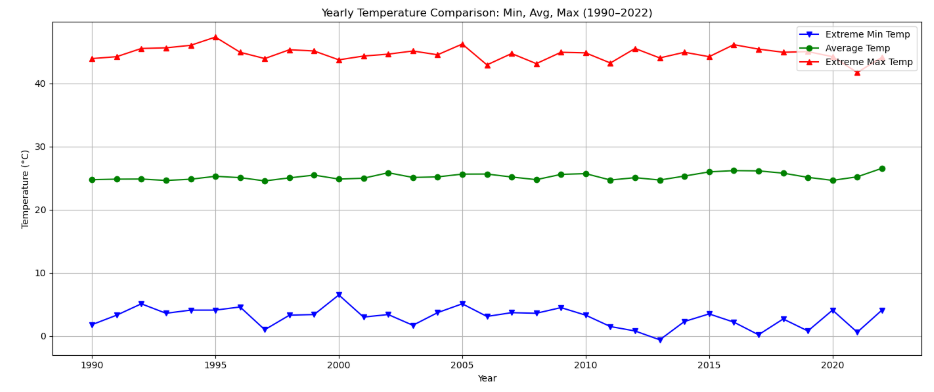 Yearly Temperature Comparison: Min, Avg, Max (1990–2022)
Extreme Min Temp
Average Temp
Extreme Max Temp
Temperature (°C)
40
30
20
10
0
1990 1995 2000 2005 2010 2015 2020
Year